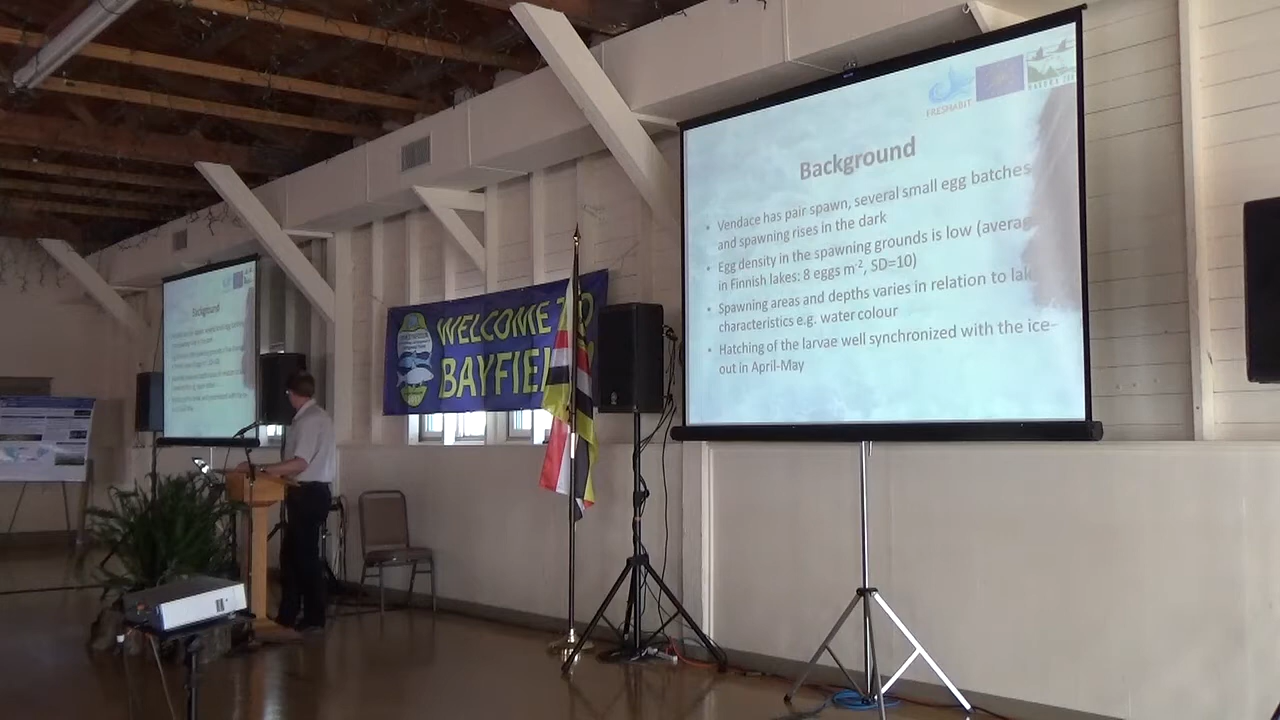 FRESHABIT
Background
• Vendace has pair spawn, several small egg batches
and spawning rises in the dark
• Egg density in the spawning grounds is low (averag
in Finnish lakes: 8 eggs m-2, SD=10)
• Spawning areas and depths varies in relation to lak
characteristics e.g. water colour
• Hatching of the larvae well synchronized with the ice-
out in April-May
WELCOME TO
BAYFIEL
Background